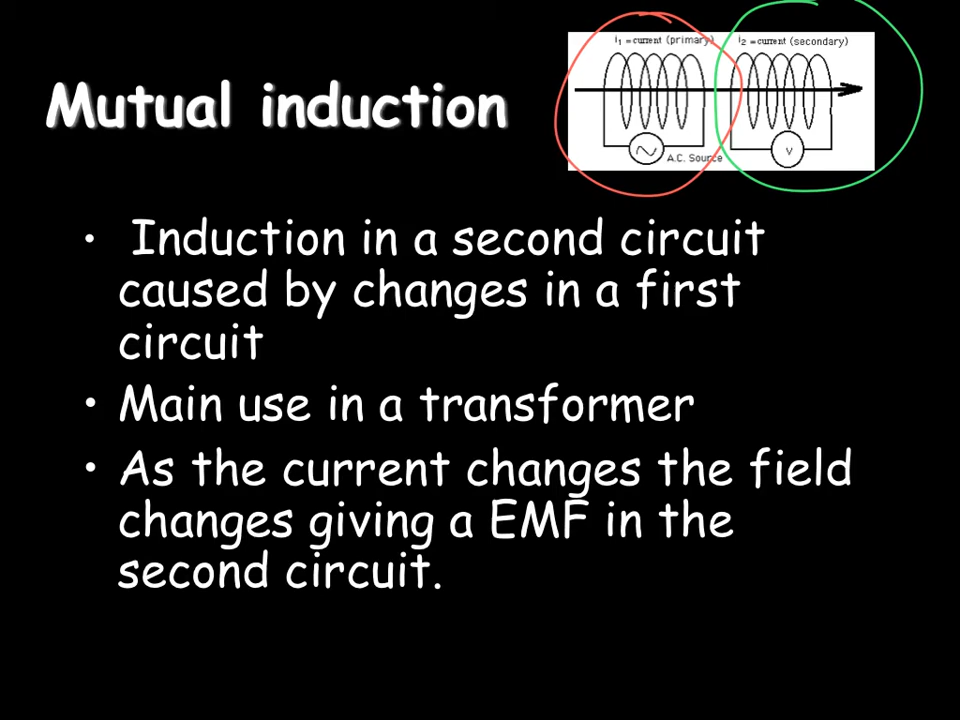 Mutual induction
i₁ =current (primary)
i₂ =current (secondary)
A.C. Source
V
• Induction in a second circuit
caused by changes in a first
circuit
• Main use in a transformer
• As the current changes the field
changes giving a EMF in the
second circuit.